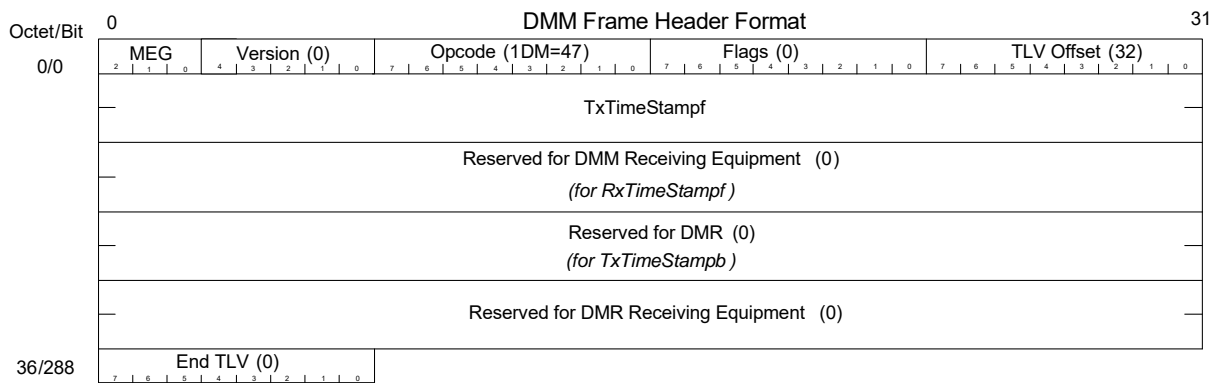 DMM Frame Header Format
Octet/Bit 0 31
MEG Version (0) Opcode (1DM=47) Flags (0) TLV Offset (32)
0/0 2 1 0 4 3 2 1 0 7 6 5 4 3 2 1 0 7 6 5 4 3 2 1 0 7 6 5 4 3 2 1 0
TxTimeStampf
Reserved for DMM Receiving Equipment (0)
(for RxTimeStampf )
Reserved for DMR (0)
(for TxTimeStampb )
Reserved for DMR Receiving Equipment (0)
36/288 End TLV (0)
7 6 5 4 3 2 1 0